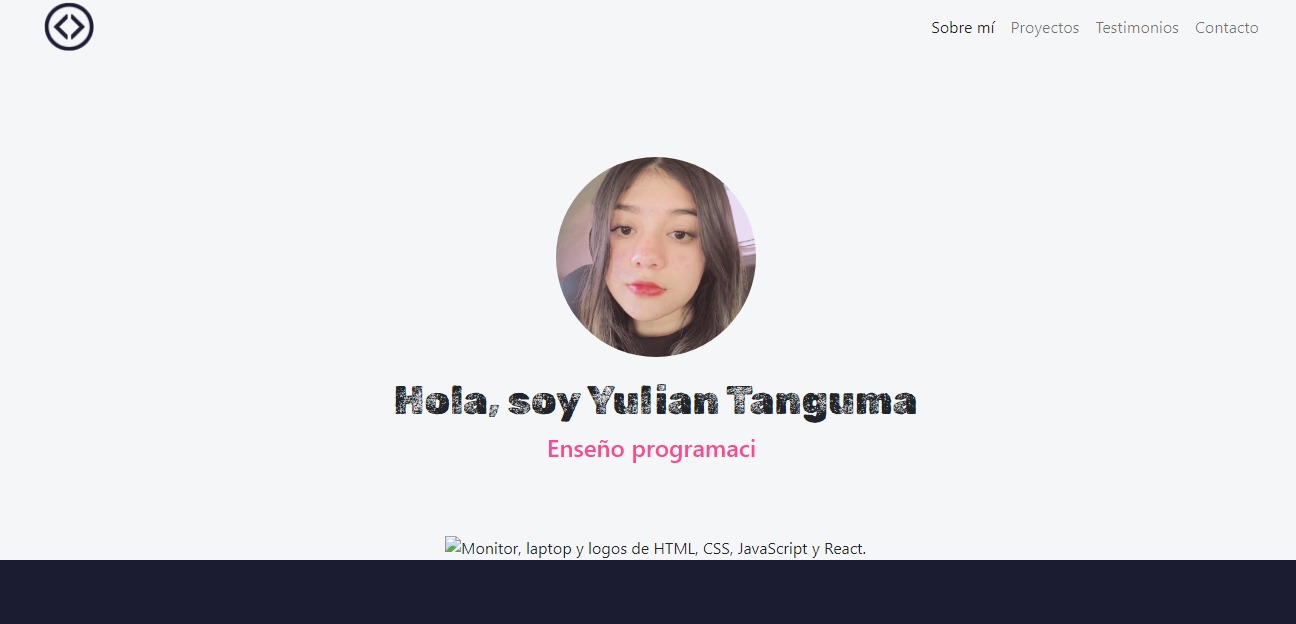 Sobre mí Proyectos Testimonios Contacto
Hola, soy Yulian Tanguma
Enseño programaci
Monitor, laptop y logos de HTML, CSS, JavaScript y React.